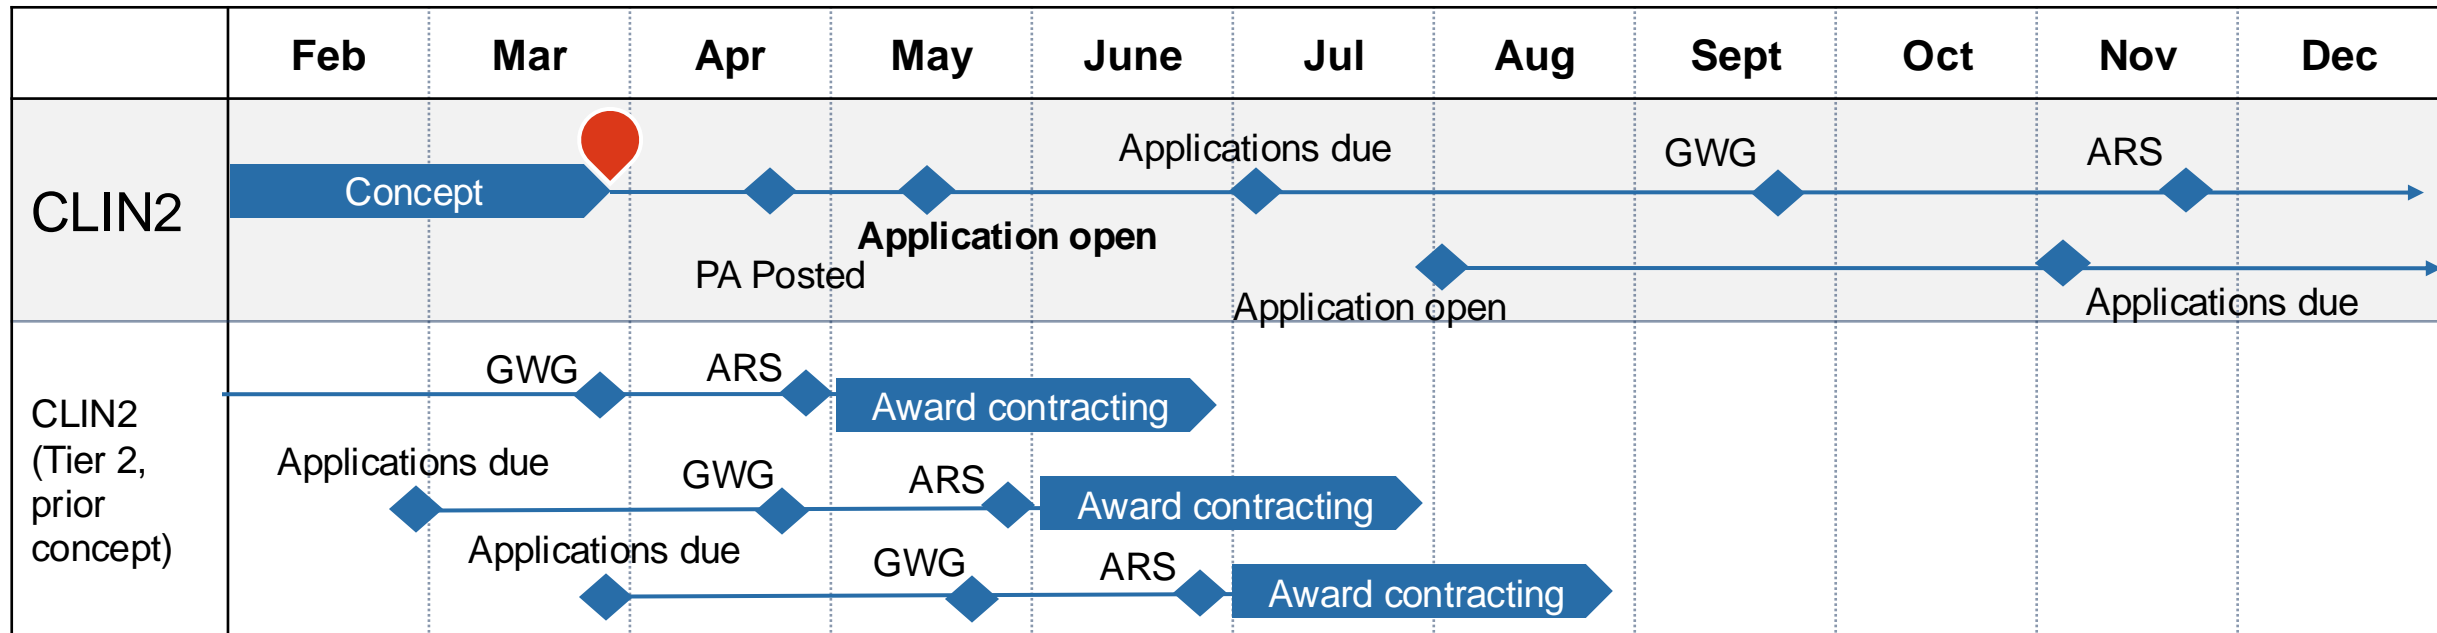 Feb Mar Apr May June Jul Aug Sept Oct Nov Dec
CLIN2
Concept
Applications due
GWG
ARS
Application open
PA Posted
Application open
Applications due
CLIN2
(Tier 2,
prior
concept)
GWG
ARS
Award contracting
Applications due
GWG
ARS
Award contracting
Applications due
GWG
ARS
Award contracting